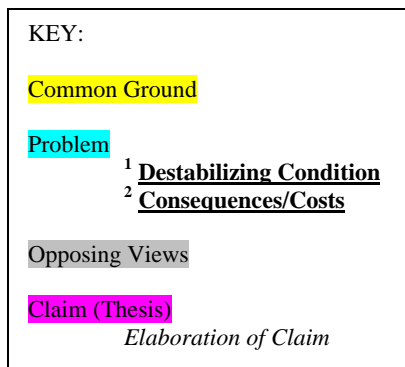 KEY:
Common Ground
Problem
1 Destabilizing Condition
2 Consequences/Costs
Opposing Views
Claim (Thesis)
Elaboration of Claim